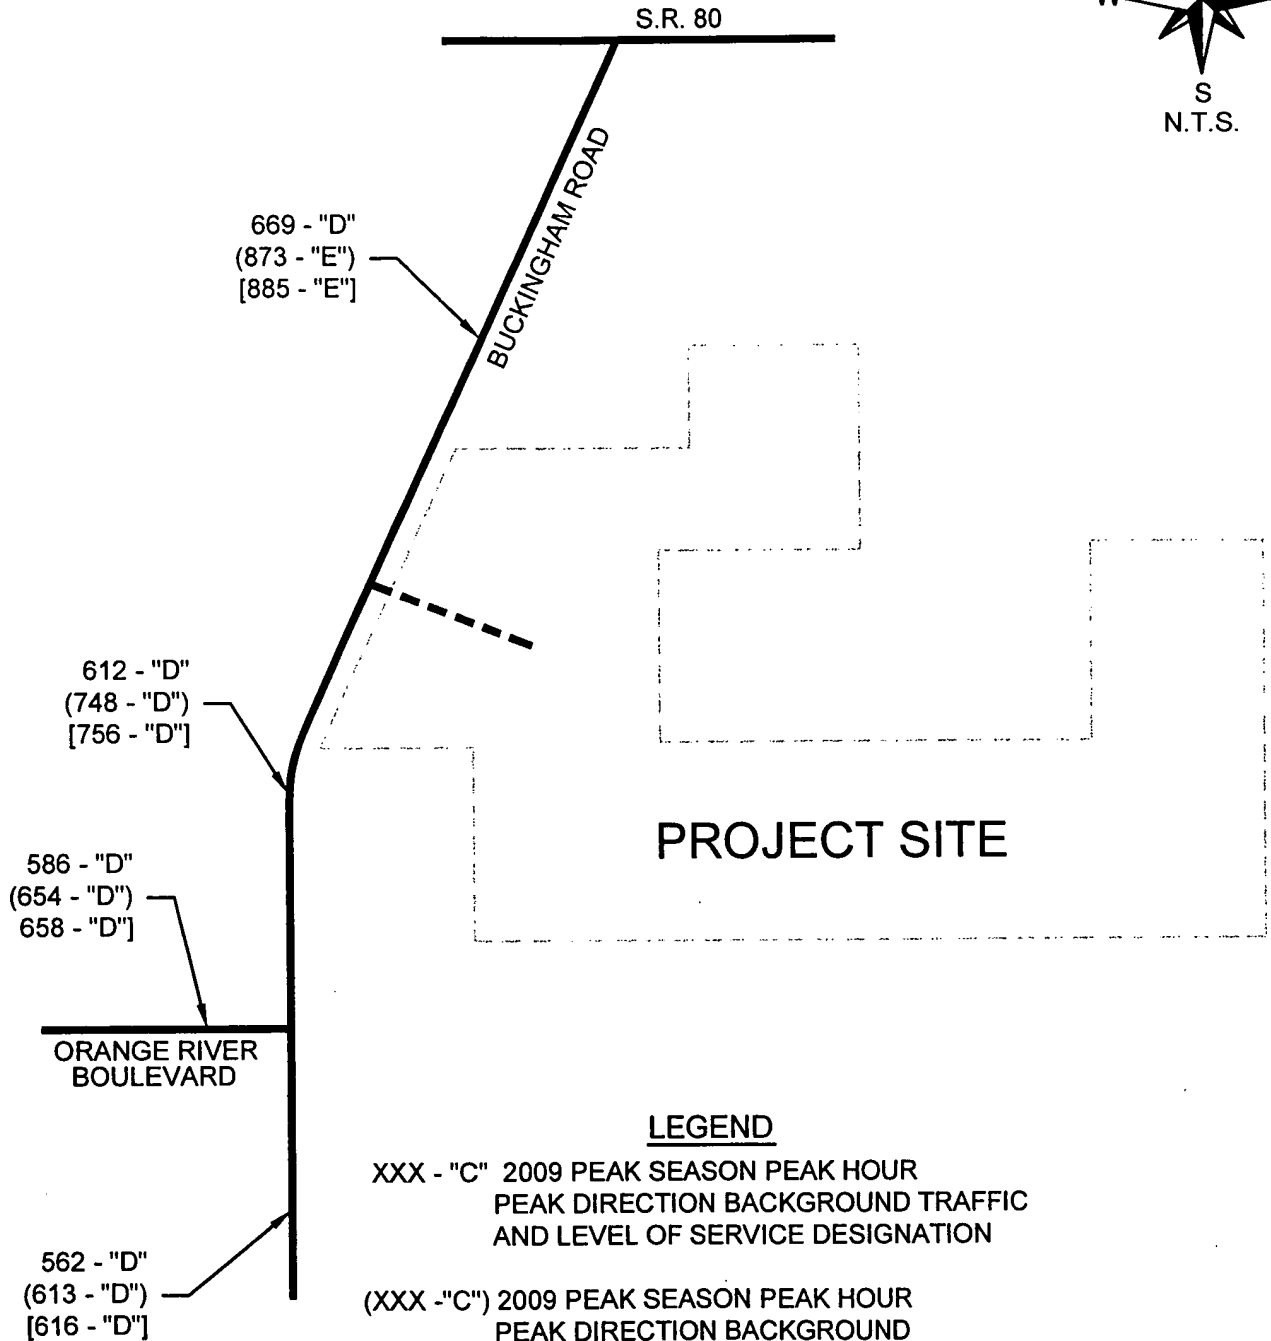 S.R. 80
S
N.T.S.
BUCKINGHAM ROAD
669 - "D"
(873 - "E")
[885 - "E"]
612 - "D"
(748 - "D")
[756 - "D"]
PROJECT SITE
586 - "D"
(654 - "D")
658 - "D"]
ORANGE RIVER
BOULEVARD
LEGEND
XXX - "C" 2009 PEAK SEASON PEAK HOUR
PEAK DIRECTION BACKGROUND TRAFFIC
AND LEVEL OF SERVICE DESIGNATION
562 - "D"
(613 - "D")
[616 - "D"]
(XXX -"C") 2009 PEAK SEASON PEAK HOUR
PEAK DIRECTION BACKGROUND